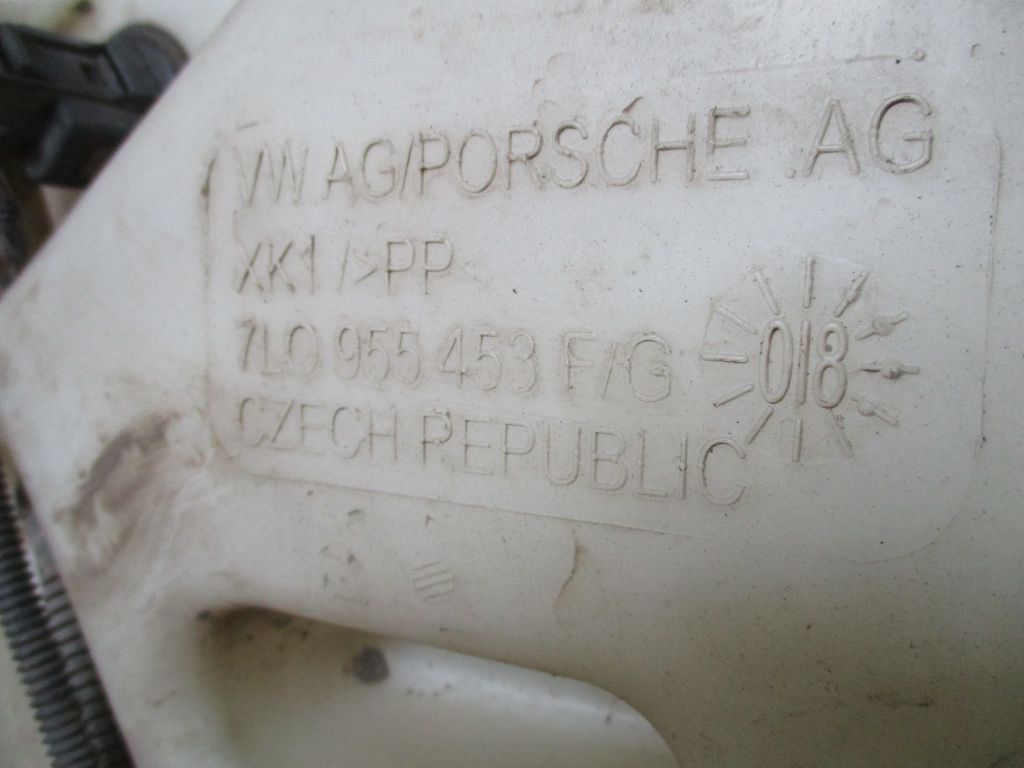 VW AG/PORSCHE .AG
XK1 />PP<
7L0 955 453 F/G
018
CZECH REPUBLIC